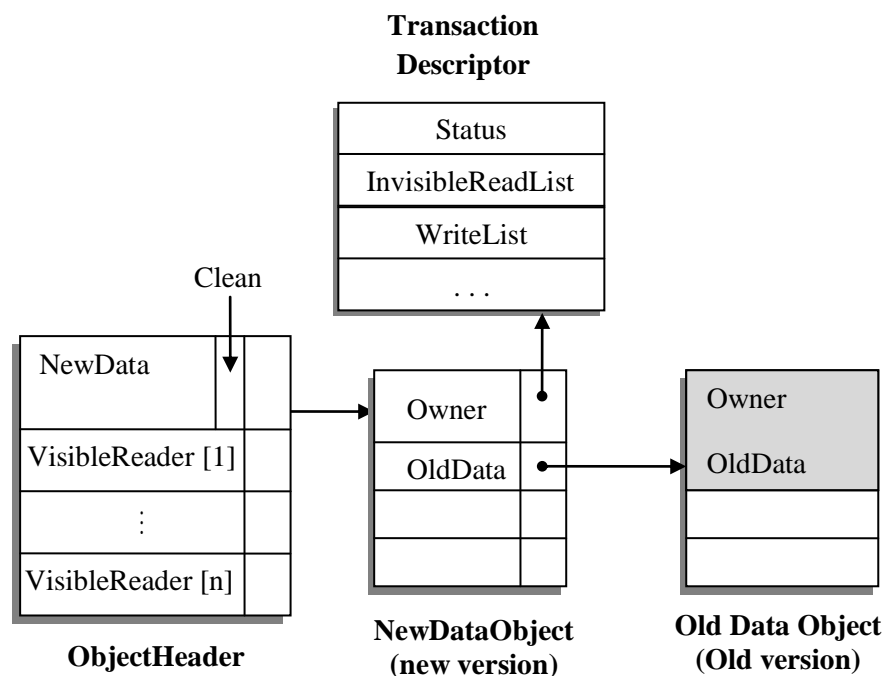 Transaction
Descriptor
Status
InvisibleReadList
WriteList
. . .
Clean
NewData
VisibleReader [1]
⋮
VisibleReader [n]
ObjectHeader
Owner
OldData
NewDataObject
(new version)
Owner
OldData
Old Data Object
(Old version)